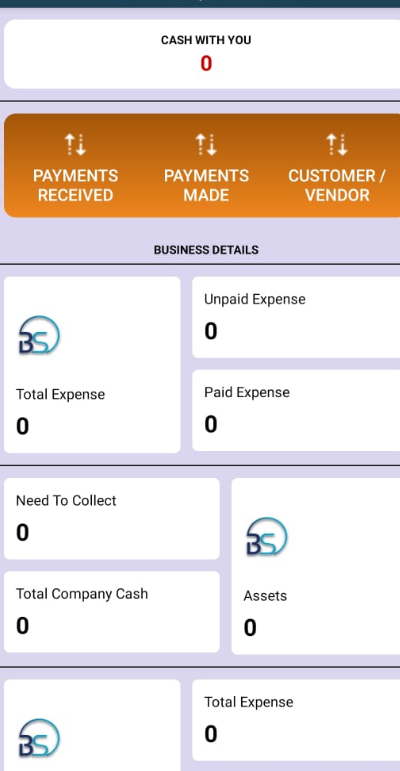 CASH WITH YOU
0
PAYMENTS RECEIVED
PAYMENTS MADE
CUSTOMER / VENDOR
BUSINESS DETAILS
BS
Total Expense
0
Unpaid Expense
0
Paid Expense
0
Need To Collect
0
Total Company Cash
0
BS
Assets
0
BS
Total Expense
0